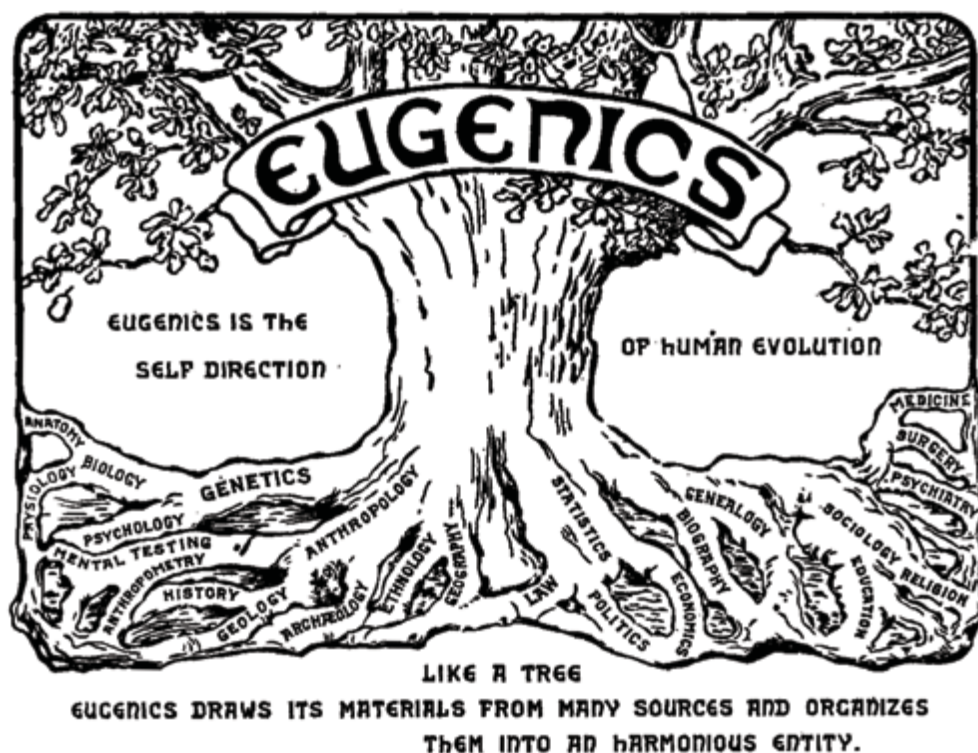 EUGENICS
EUGENICS IS THE
SELF DIRECTION
OF HUMAN EVOLUTION
ANATOMY
BIOLOGY
PHYSIOLOGY
GENETICS
PSYCHOLOGY
MENTAL TESTING
ANTHROPOMETRY
HISTORY
GEOLOGY
ANTHROPOLOGY
ARCHÆOLOGY
ETHNOLOGY
GEOGRAPHY
LAW
STATISTICS
POLITICS
ECONOMICS
BIOGRAPHY
GENEALOGY
EDUCATION
SOCIOLOGY
RELIGION
PSYCHIATRY
SURGERY
MEDICINE
LIKE A TREE
EUGENICS DRAWS ITS MATERIALS FROM MANY SOURCES AND ORGANIZES
THEM INTO AN HARMONIOUS ENTITY.